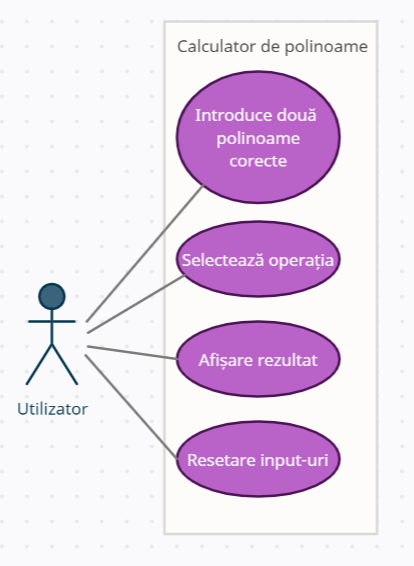 Calculator de polinoame
Introduce două
polinoame
corecte
Selectează operația
Afișare rezultat
Utilizator
Resetare input-uri